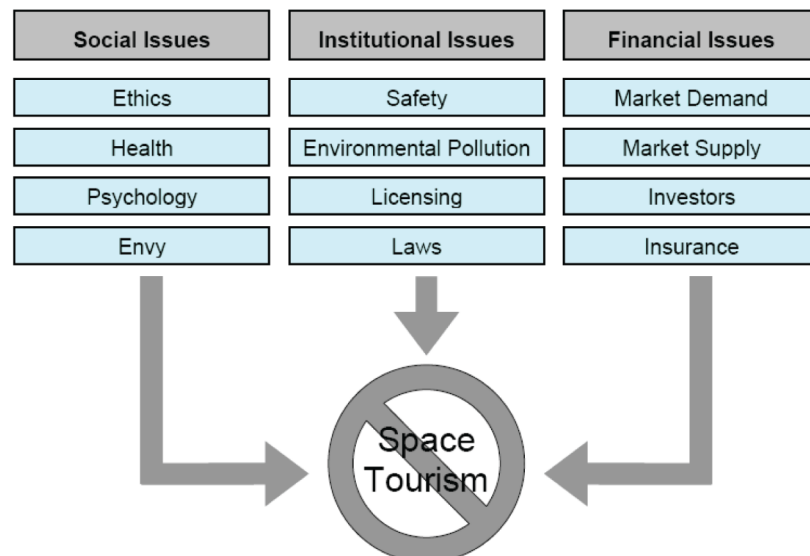 Social Issues
Institutional Issues
Financial Issues
Ethics
Safety
Market Demand
Health
Environmental Pollution
Market Supply
Psychology
Licensing
Investors
Envy
Laws
Insurance
Space
Tourism